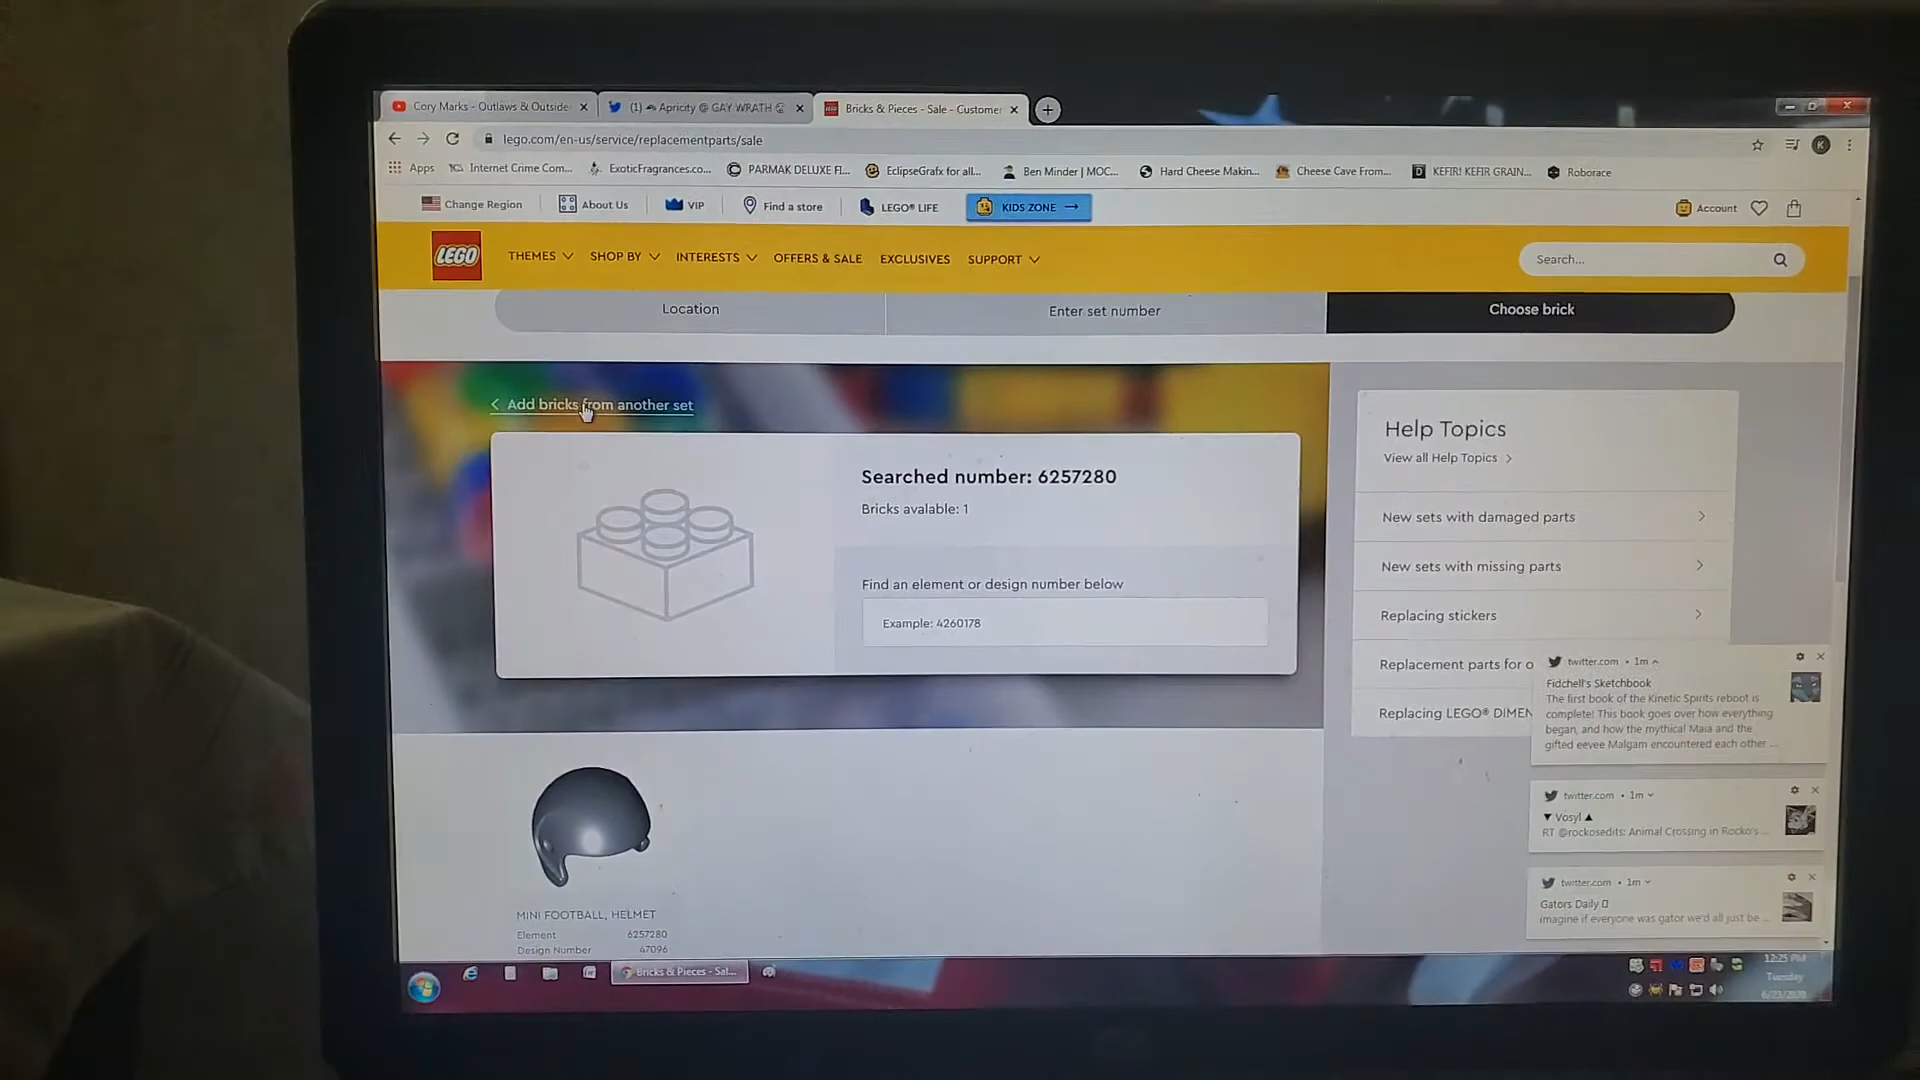 Cory Marks - Outlaws & Outside
(1) Apricity @ GAY WRATH
Bricks & Pieces - Sale - Customer
lego.com/en-us/service/replacementparts/sale
K
Apps
Internet Crime Com...
ExoticFragrances.co...
PARMAK DELUXE FI...
EclipseGrafx for all...
Ben Minder | MOC...
Hard Cheese Makin...
Cheese Cave From...
KEFIR! KEFIR GRAIN...
Roborace
Change Region
About Us
VIP
Find a store
LEGO® LIFE
KIDS ZONE →
Account
LEGO
THEMES
SHOP BY
INTERESTS
OFFERS & SALE
EXCLUSIVES
SUPPORT
Search...
Location
Enter set number
Choose brick
< Add bricks from another set
Searched number: 6257280
Bricks avalable: 1
Find an element or design number below
Example: 4260178
Help Topics
View all Help Topics >
New sets with damaged parts >
New sets with missing parts >
Replacing stickers >
Replacement parts for o
Replacing LEGO® DIMEN
twitter.com • 1m
Fidchell's Sketchbook
The first book of the Kinetic Spirits reboot is
complete! This book goes over how everything
began, and how the mythical Maia and the
gifted eevee Malgam encountered each other ...
twitter.com • 1m
▼ Vosyl ▲
RT @rockosedits: Animal Crossing in Rocko's ...
twitter.com • 1m
Gators Daily
imagine if everyone was gator we'd all just be ...
MINI FOOTBALL, HELMET
Element 6257280
Design Number 47096
Bricks & Pieces - Sal...
12:25 PM
Tuesday
6/23/2020